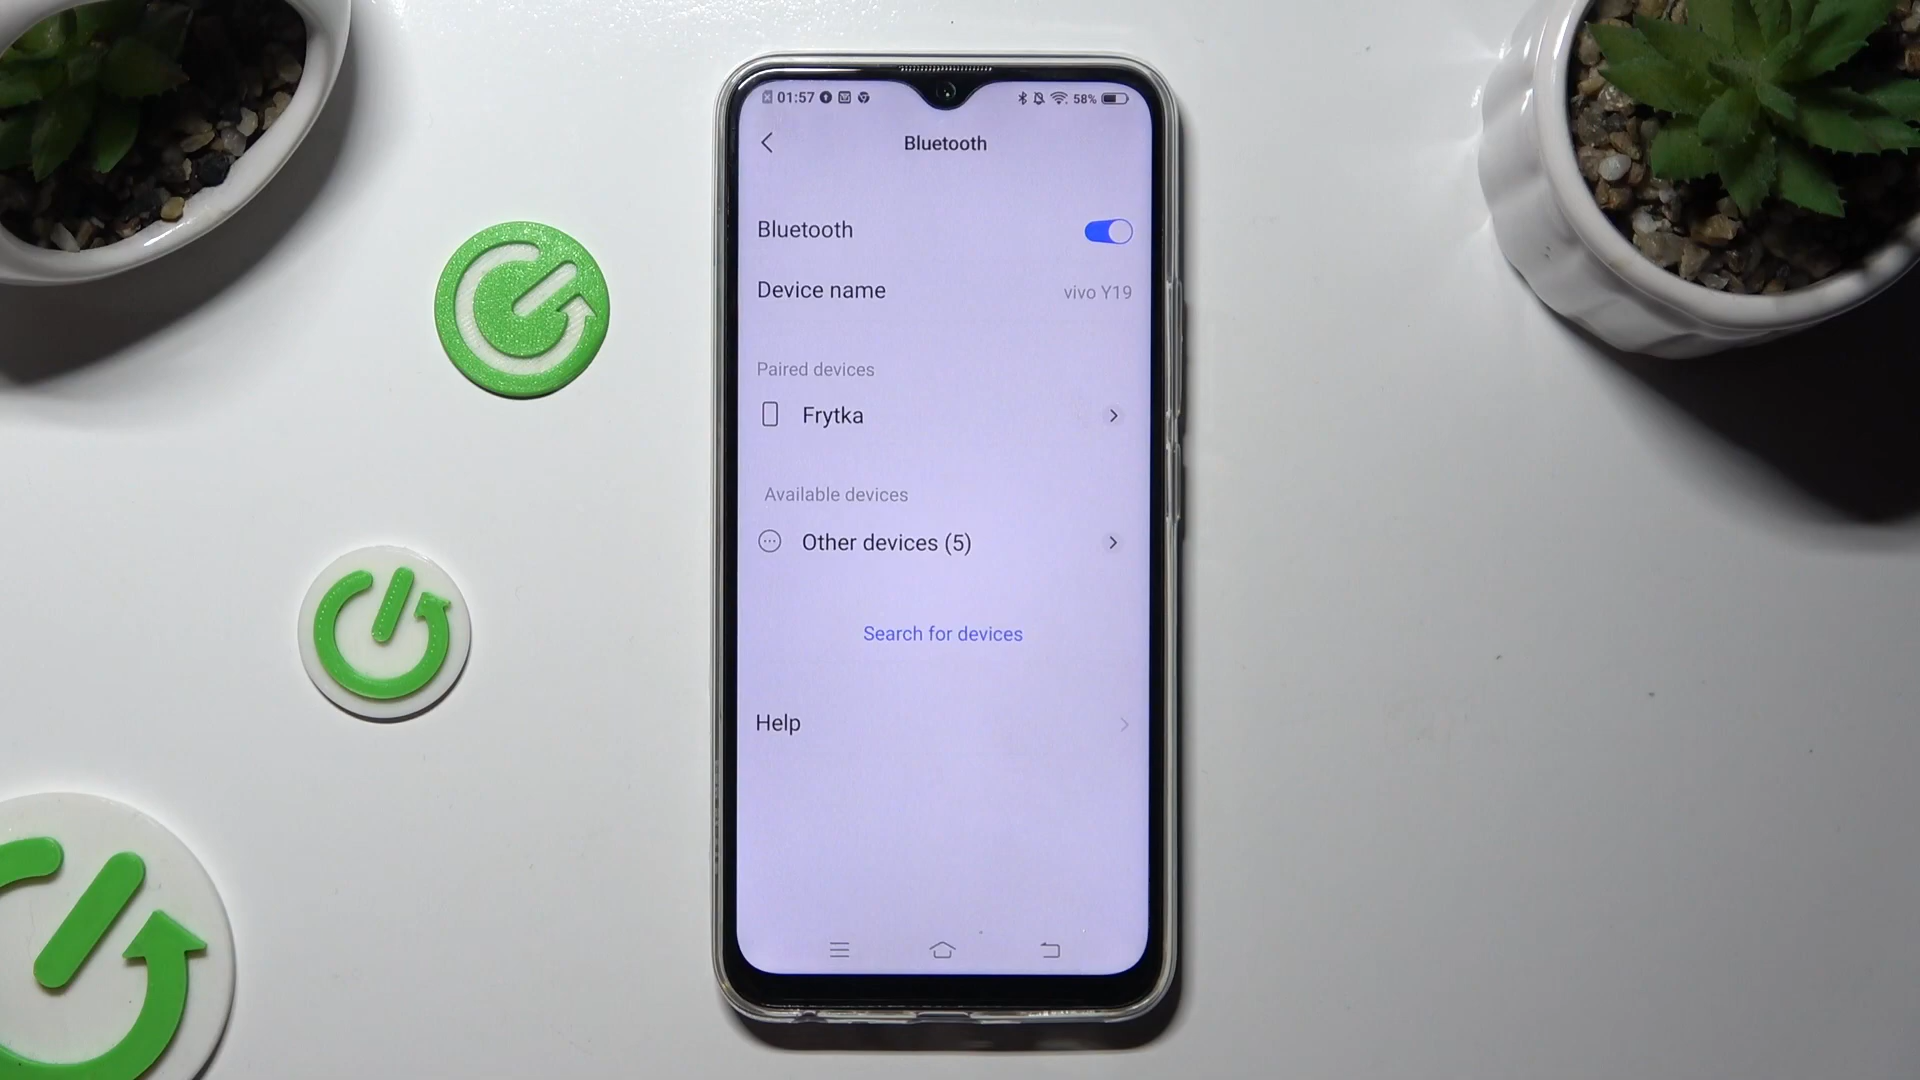 01:57 58%
Bluetooth
Bluetooth
Device name vivo Y19
Paired devices
Frytka
Available devices
Other devices (5)
Search for devices
Help